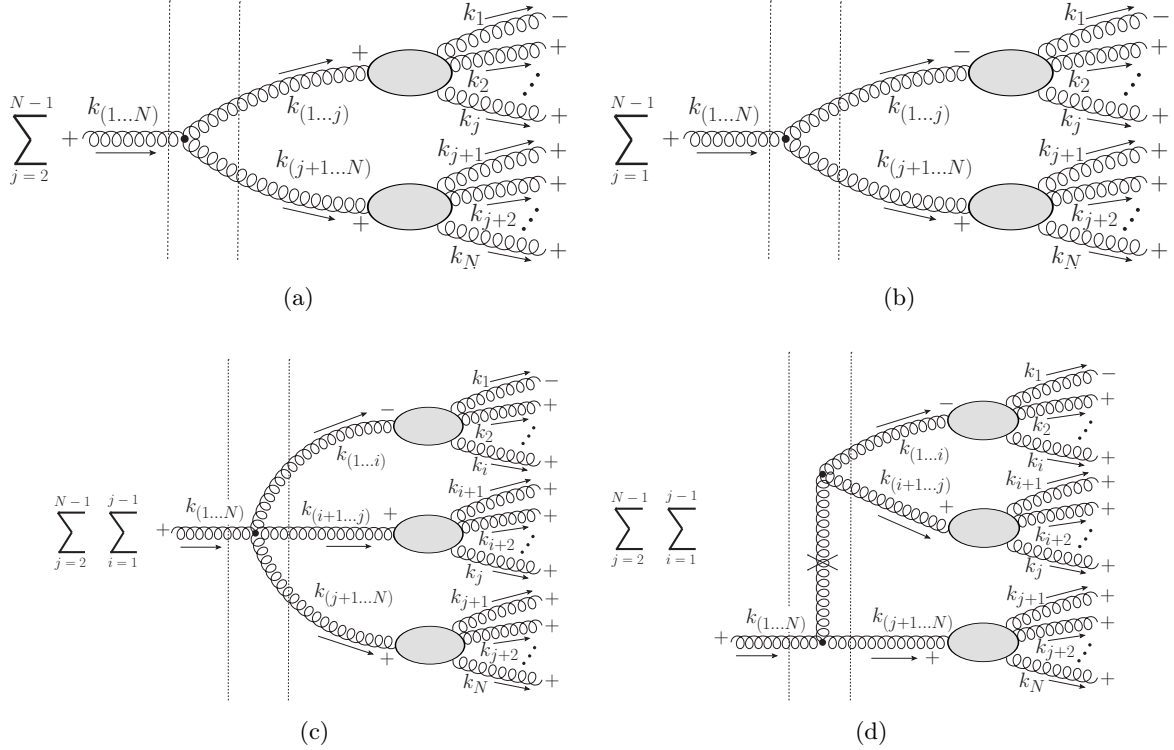 N − 1
∑
j = 2
+
k(1...N)
+
k(1...j)
k(j+1...N)
+
k1
−
+
k2
kj
+
kj+1
+
+
kj+2
kN
+
(a)
N − 1
∑
j = 1
+
k(1...N)
−
k(1...j)
k(j+1...N)
+
k1
−
+
k2
kj
+
kj+1
+
+
kj+2
kN
+
(b)
N − 1
∑
j = 2
j − 1
∑
i = 1
+
k(1...N)
−
k(1...i)
k(i+1...j)
+
k(j+1...N)
+
k1
−
+
k2
ki
+
ki+1
+
+
ki+2
kj
+
kj+1
+
+
kj+2
kN
+
(c)
N − 1
∑
j = 2
j − 1
∑
i = 1
+
k(1...N)
−
k(1...i)
k(i+1...j)
+
k(j+1...N)
+
k1
−
+
k2
ki
+
ki+1
+
+
ki+2
kj
+
kj+1
+
+
kj+2
kN
+
(d)